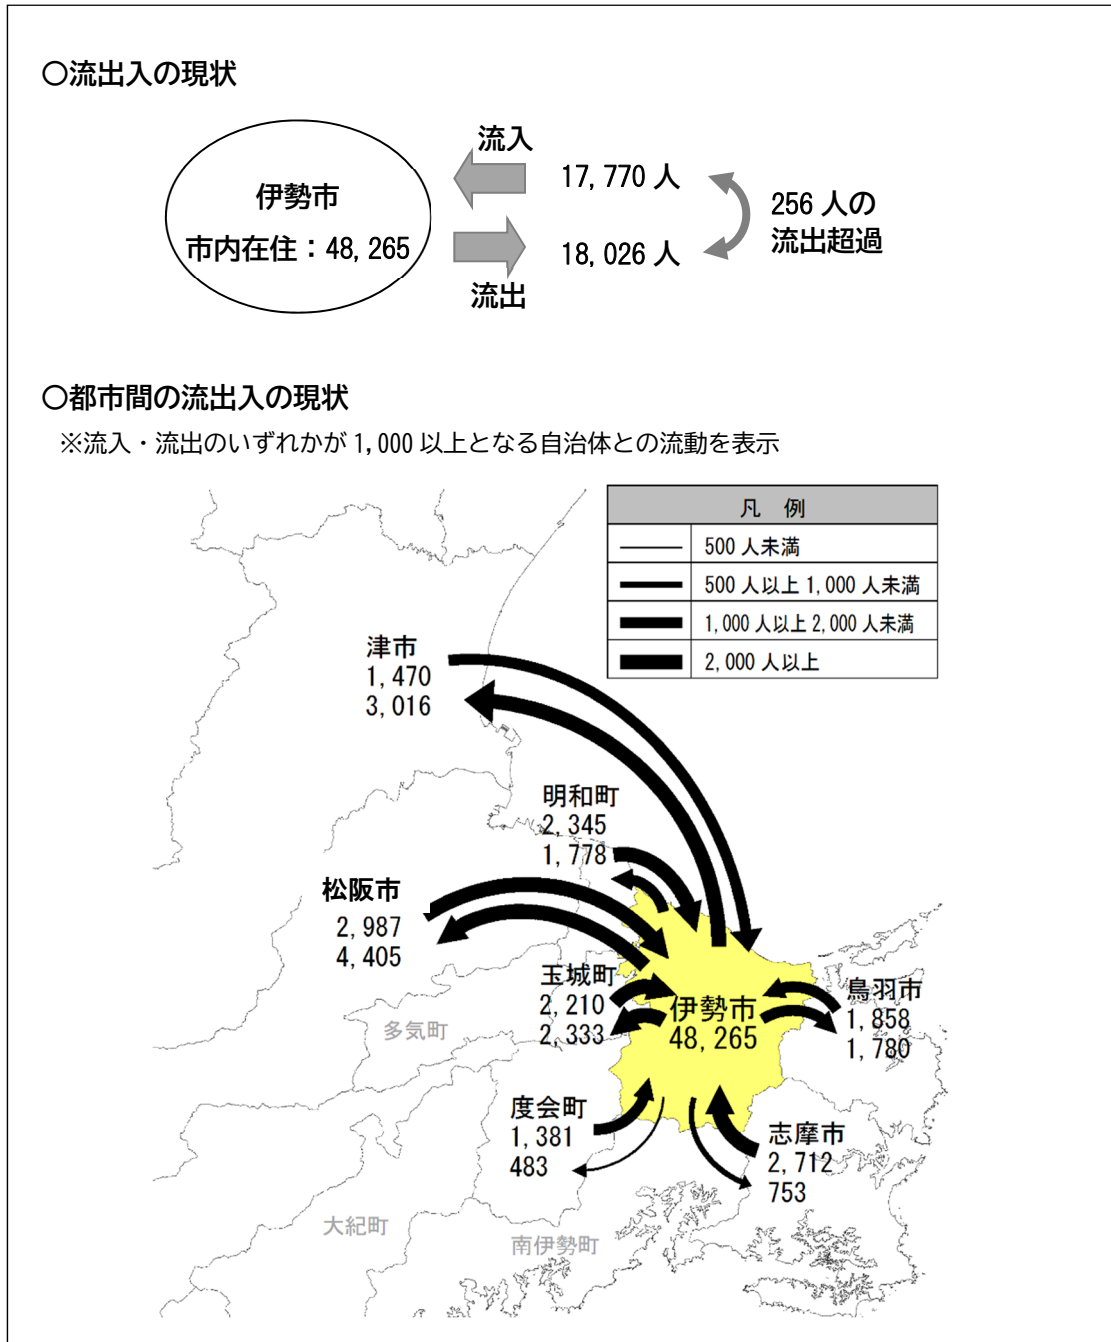 〇流出入の現状
流入
17,770 人
伊勢市
市内在住：48,265
256 人の
流出超過
18,026 人
流出
〇都市間の流出入の現状
※流入・流出のいずれかが 1,000 以上となる自治体との流動を表示
凡 例
500 人未満
500 人以上 1,000 人未満
1,000 人以上 2,000 人未満
2,000 人以上
津市
1,470
3,016
明和町
2,345
1,778
松阪市
2,987
4,405
玉城町
2,210
2,333
伊勢市
48,265
鳥羽市
1,858
1,780
多気町
度会町
1,381
483
志摩市
2,712
753
大紀町
南伊勢町